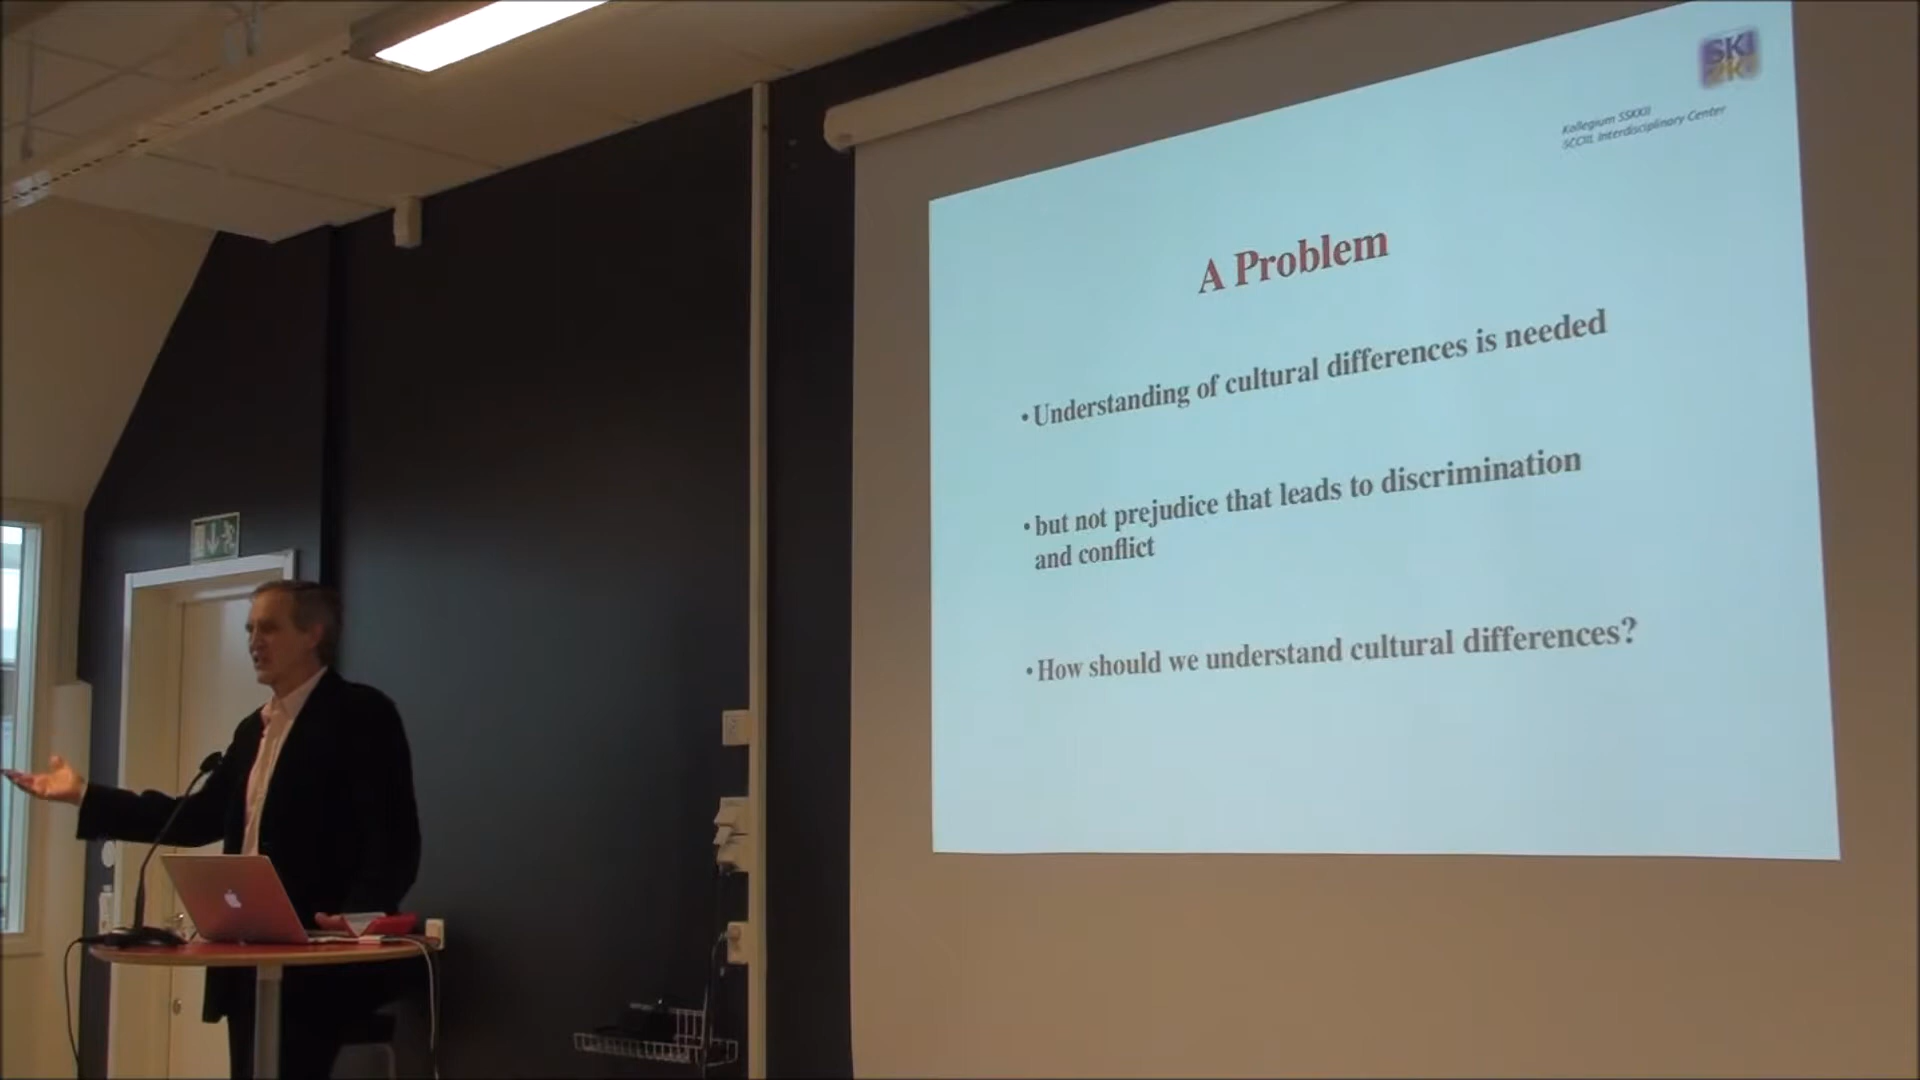 SKI
Kollegium SSKKII
SCCIIL Interdisciplinary Center
A Problem
• Understanding of cultural differences is needed
• but not prejudice that leads to discrimination
and conflict
• How should we understand cultural differences?